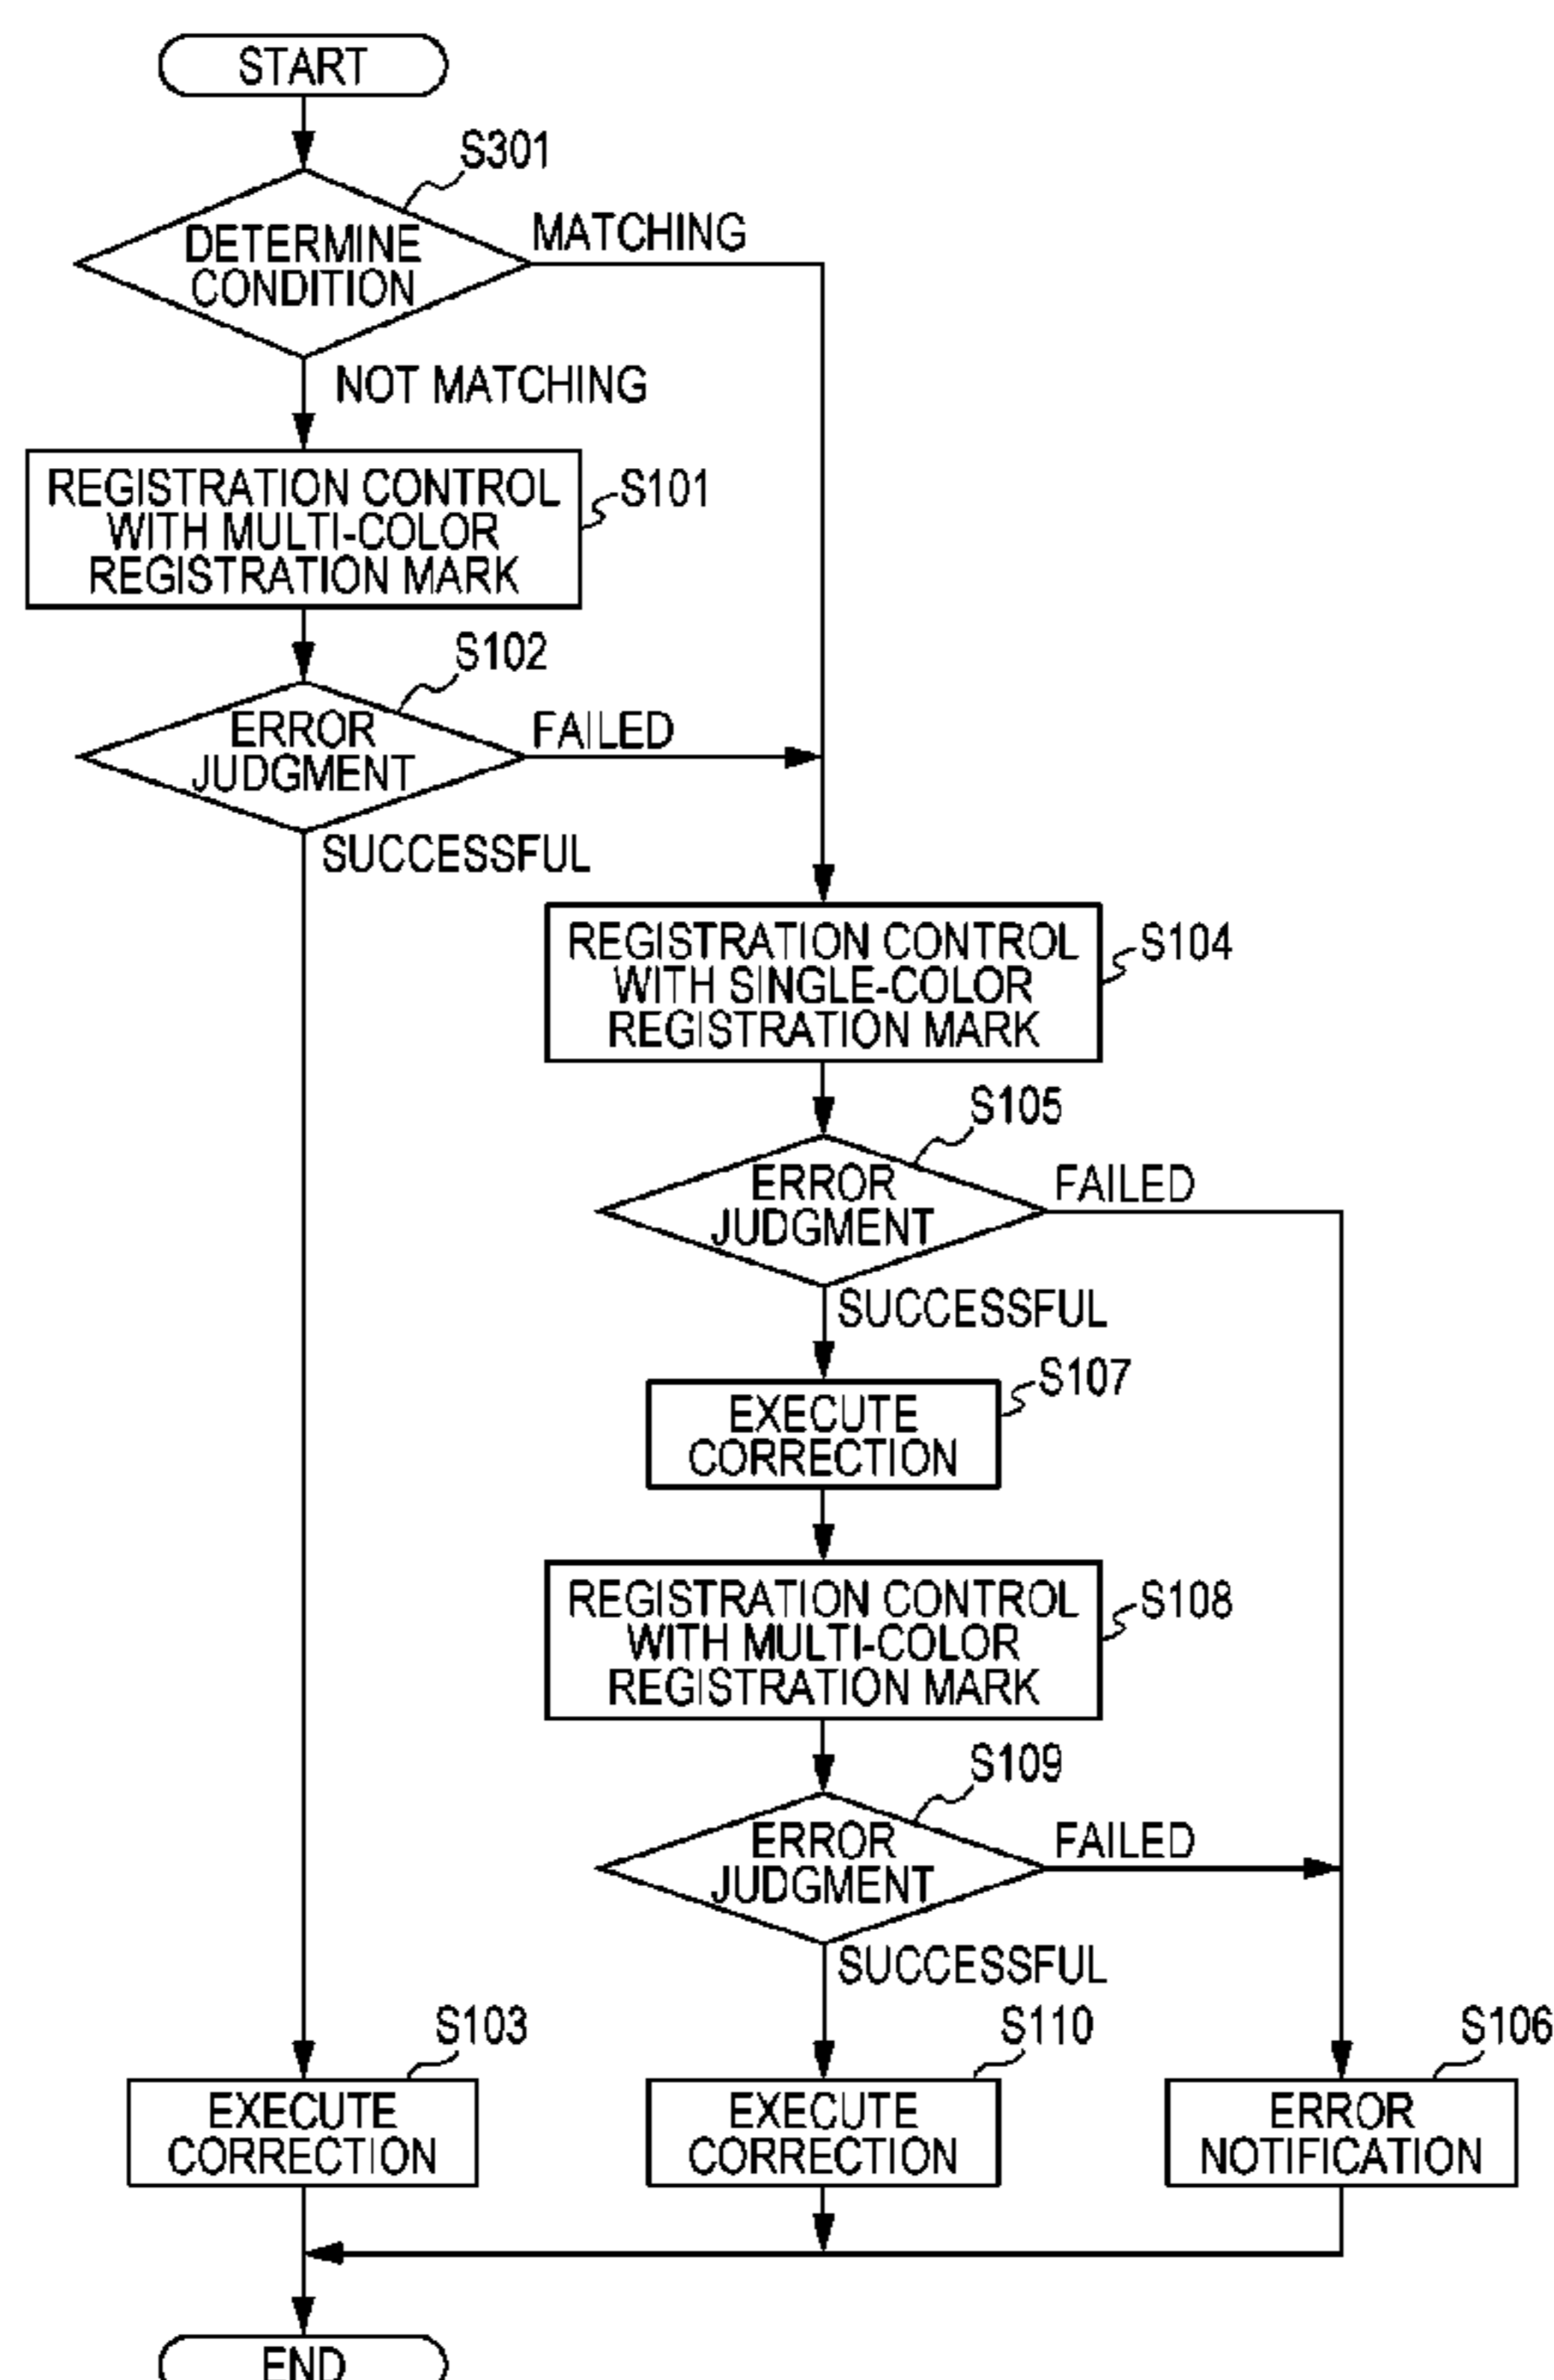 START
S301
DETERMINE
CONDITION
MATCHING
NOT MATCHING
REGISTRATION CONTROL
WITH MULTI-COLOR
REGISTRATION MARK
S101
S102
ERROR
JUDGMENT
FAILED
SUCCESSFUL
REGISTRATION CONTROL
WITH SINGLE-COLOR
REGISTRATION MARK
S104
S105
ERROR
JUDGMENT
FAILED
SUCCESSFUL
S107
EXECUTE
CORRECTION
REGISTRATION CONTROL
WITH MULTI-COLOR
REGISTRATION MARK
S108
S109
ERROR
JUDGMENT
FAILED
SUCCESSFUL
S103
EXECUTE
CORRECTION
S110
EXECUTE
CORRECTION
S106
ERROR
NOTIFICATION
END